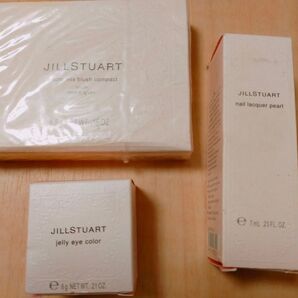 JILLSTUART
blush compact
JILLSTUART
nail lacquer pearl
℮ 7mL .23 FL.OZ.
JILLSTUART
jelly eye color
℮ 6g NET WT. .21 OZ.